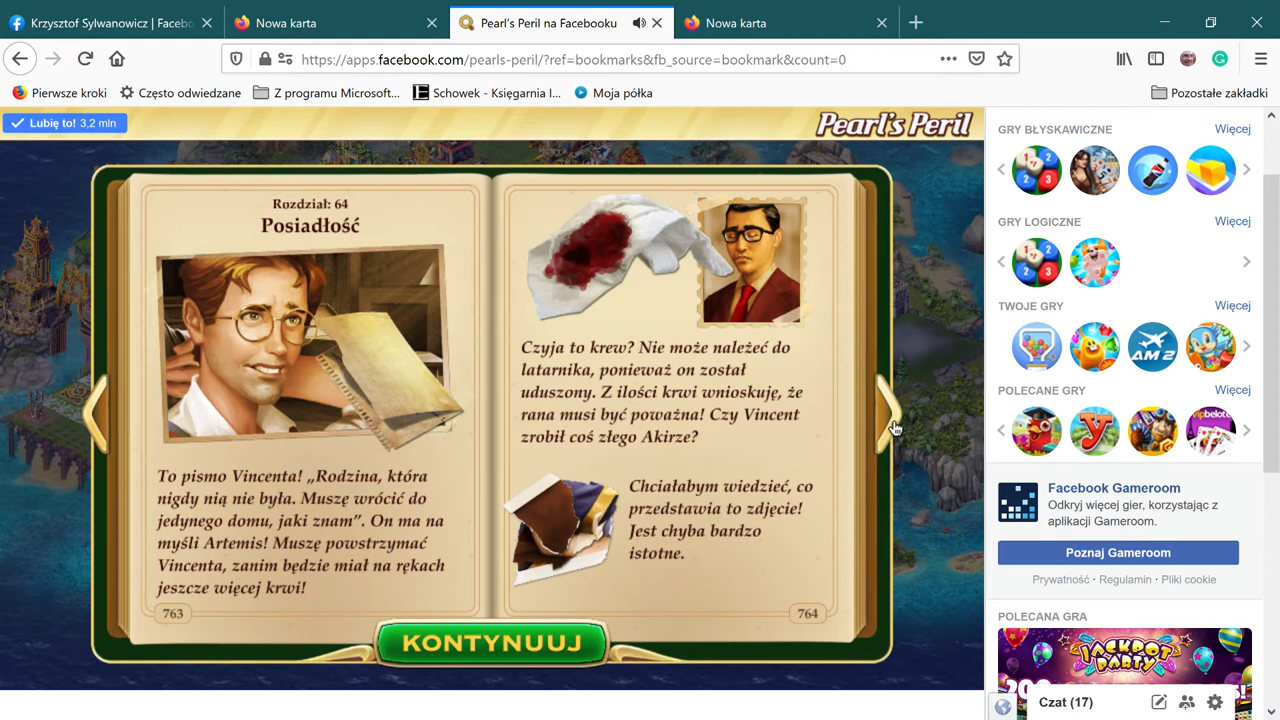 Krzysztof Sylwanowicz | Facebo
Nowa karta
Pearl's Peril na Facebooku
Nowa karta
https://apps.facebook.com/pearls-peril/?ref=bookmarks&fb_source=bookmark&count=0
Pierwsze kroki
Często odwiedzane
Z programu Microsoft...
Schowek - Księgarnia I...
Moja półka
Pozostałe zakładki
Lubię to! 3,2 mln
Pearl's Peril
Rozdział: 64
Posiadłość
To pismo Vincenta! „Rodzina, która
nigdy nią nie była. Muszę wrócić do
jedynego domu, jaki znam”. On ma na
myśli Artemis! Muszę powstrzymać
Vincenta, zanim będzie miał na rękach
jeszcze więcej krwi!
763
Czyja to krew? Nie może należeć do
latarnika, ponieważ on został
uduszony. Z ilości krwi wnioskuję, że
rana musi być poważna! Czy Vincent
zrobił coś złego Akirze?
Chciałabym wiedzieć, co
przedstawia to zdjęcie!
Jest chyba bardzo
istotne.
764
KONTYNUUJ
GRY BŁYSKAWICZNE
Więcej
GRY LOGICZNE
Więcej
TWOJE GRY
Więcej
AM 2
POLECANE GRY
Więcej
Y
vipbelote
Facebook Gameroom
Odkryj więcej gier, korzystając z
aplikacji Gameroom.
Poznaj Gameroom
Prywatność · Regulamin · Pliki cookie
POLECANA GRA
JACKPOT
PARTY
Czat (17)